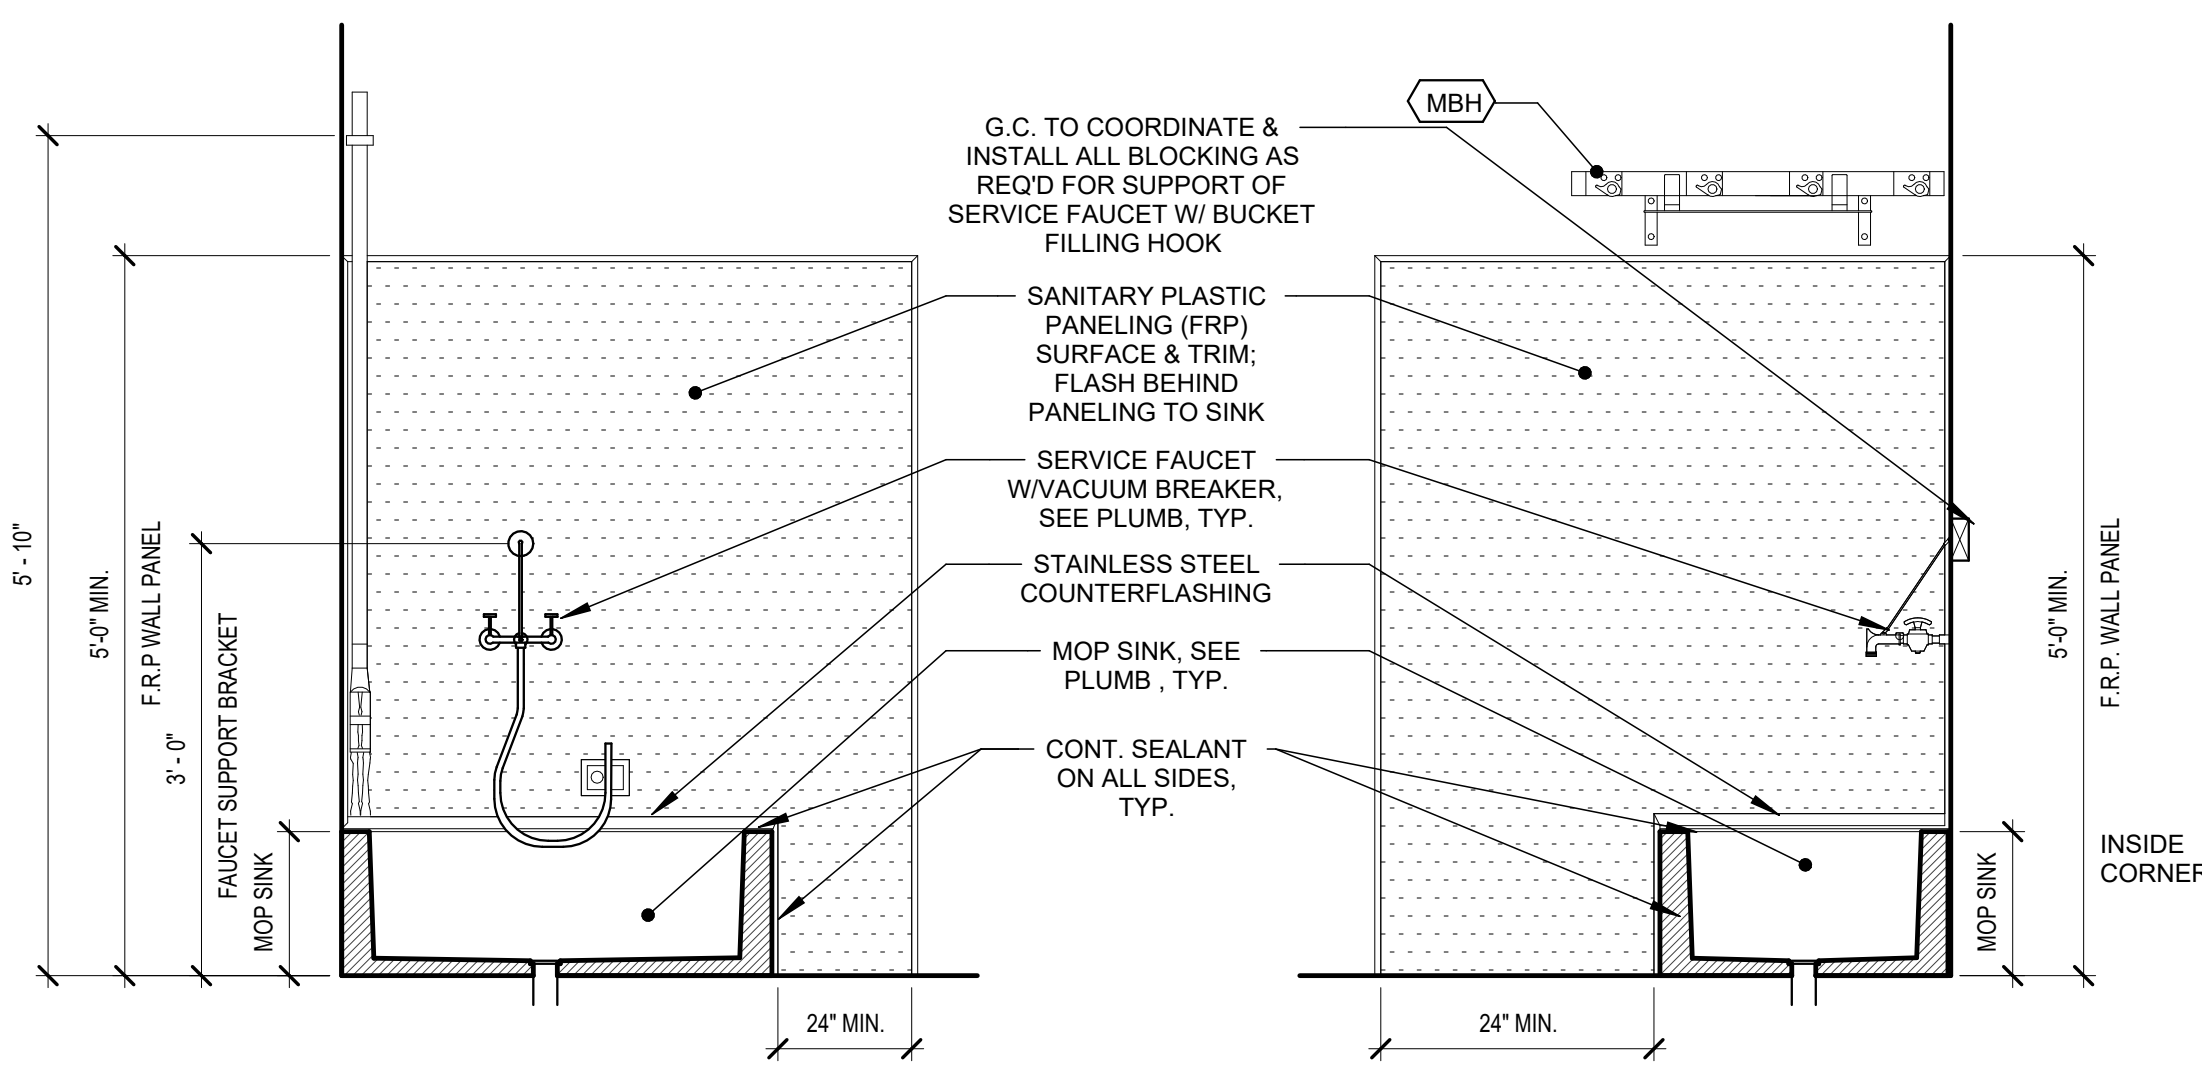 MBH
G.C. TO COORDINATE &
INSTALL ALL BLOCKING AS
REQ'D FOR SUPPORT OF
SERVICE FAUCET W/ BUCKET
FILLING HOOK
SANITARY PLASTIC
PANELING (FRP)
SURFACE & TRIM;
FLASH BEHIND
PANELING TO SINK
SERVICE FAUCET
W/VACUUM BREAKER,
SEE PLUMB, TYP.
STAINLESS STEEL
COUNTERFLASHING
MOP SINK, SEE
PLUMB , TYP.
CONT. SEALANT
ON ALL SIDES,
TYP.
5' - 10"
5'-0" MIN.
F.R.P WALL PANEL
3' - 0"
FAUCET SUPPORT BRACKET
MOP SINK
24" MIN.
24" MIN.
MOP SINK
5'-0" MIN.
F.R.P. WALL PANEL
INSIDE
CORNER